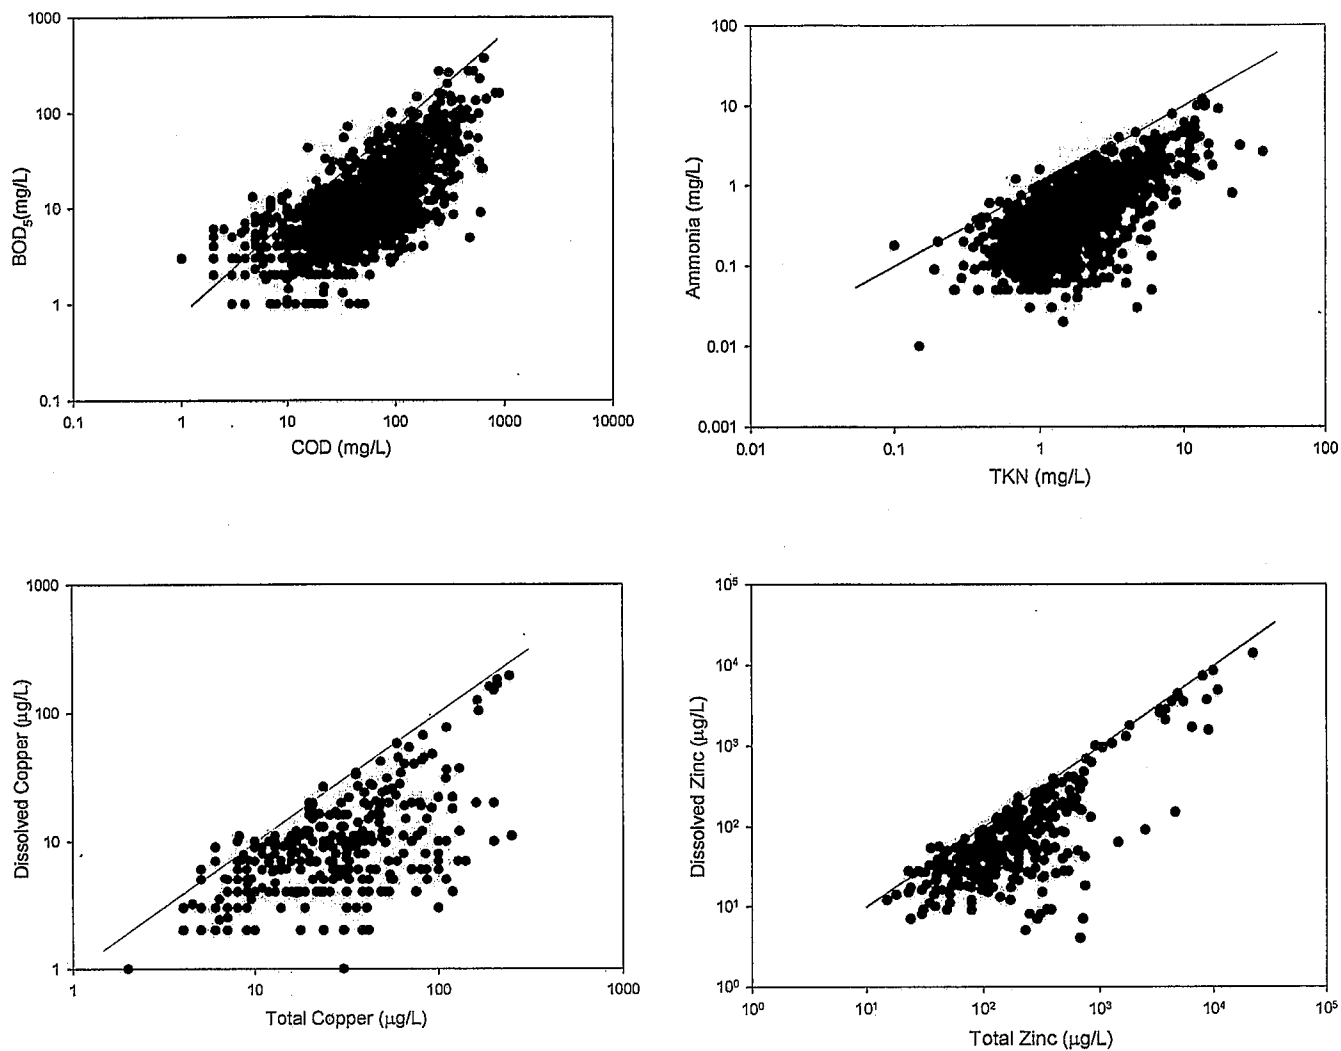 1000
100
10
1
0.1
BOD5(mg/L)
0.1 1 10 100 1000 10000
COD (mg/L)
100
10
1
0.1
0.01
0.001
Ammonia (mg/L)
0.01 0.1 1 10 100
TKN (mg/L)
1000
100
10
1
Dissolved Copper (µg/L)
1 10 100 1000
Total Copper (µg/L)
10⁵
10⁴
10³
10²
10¹
10⁰
Dissolved Zinc (µg/L)
10⁰ 10¹ 10² 10³ 10⁴ 10⁵
Total Zinc (µg/L)